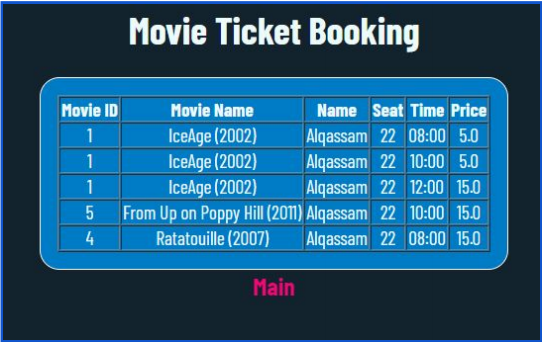 Movie Ticket Booking
Movie ID Movie Name Name Seat Time Price
1 IceAge (2002) Alqassam 22 08:00 5.0
1 IceAge (2002) Alqassam 22 10:00 5.0
1 IceAge (2002) Alqassam 22 12:00 15.0
5 From Up on Poppy Hill (2011) Alqassam 22 10:00 15.0
4 Ratatouille (2007) Alqassam 22 08:00 15.0
Main